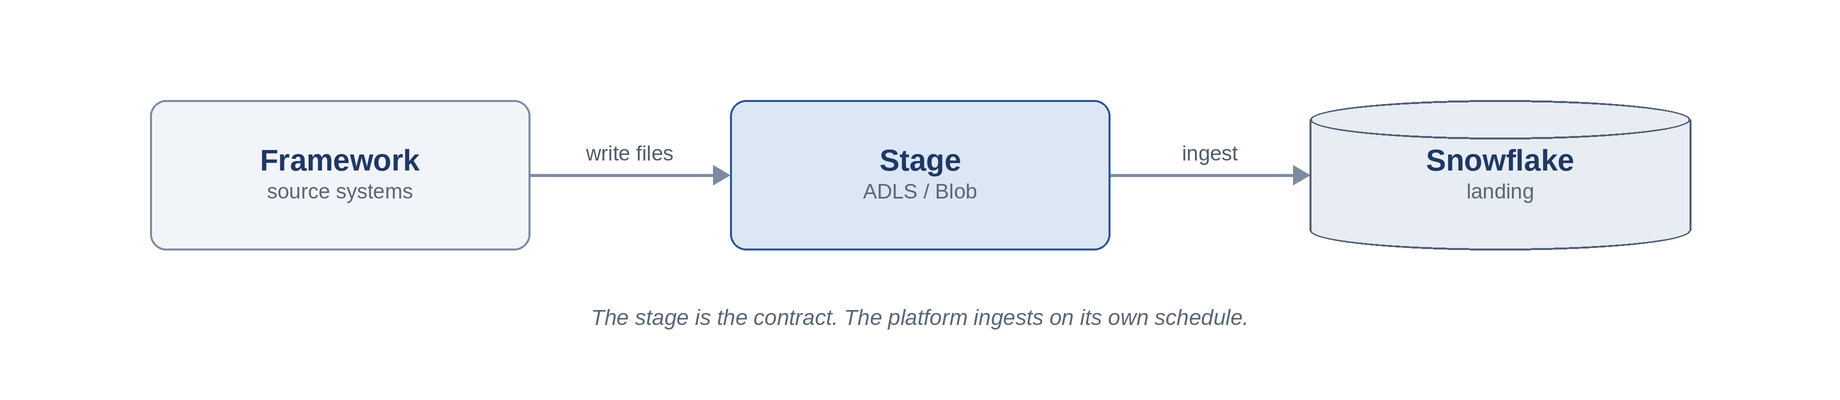 Framework
source systems
write files
Stage
ADLS / Blob
ingest
Snowflake
landing
The stage is the contract. The platform ingests on its own schedule.